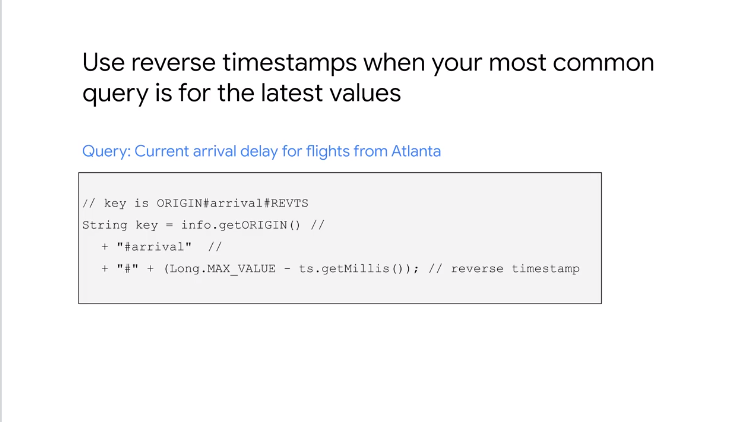 Use reverse timestamps when your most common
query is for the latest values
Query: Current arrival delay for flights from Atlanta
// key is ORIGIN#arrival#REVTS
String key = info.getORIGIN() //
+ "#arrival" //
+ "#" + (Long.MAX_VALUE - ts.getMillis()); // reverse timestamp